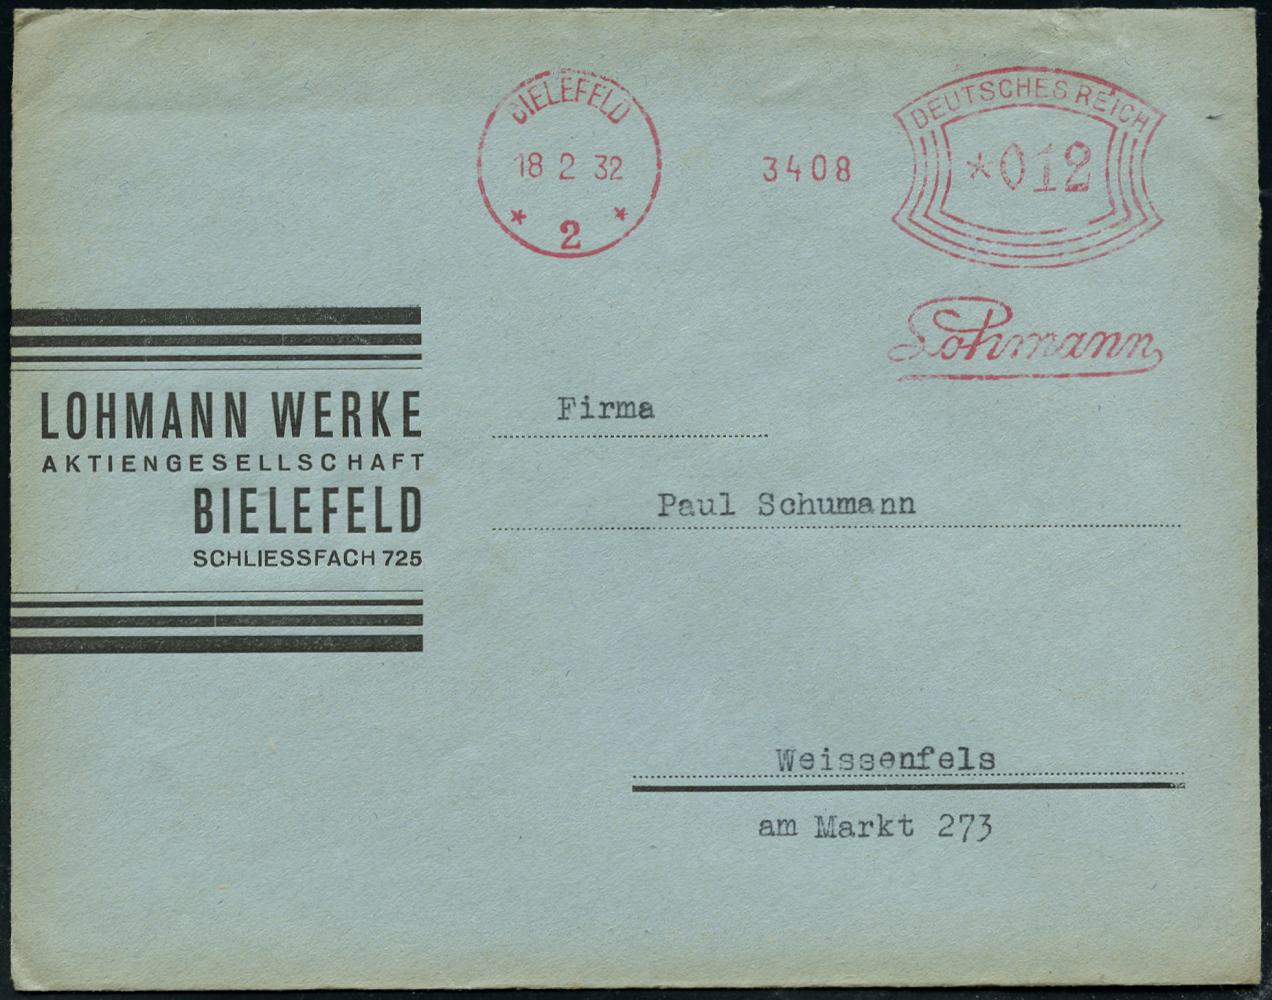 BIELEFELD
18 2 32
* 2 *
3408
DEUTSCHES REICH
*012
Lohmann
LOHMANN WERKE
AKTIENGESELLSCHAFT
BIELEFELD
SCHLIESSFACH 725
Firma
Paul Schumann
Weissenfels
am Markt 273